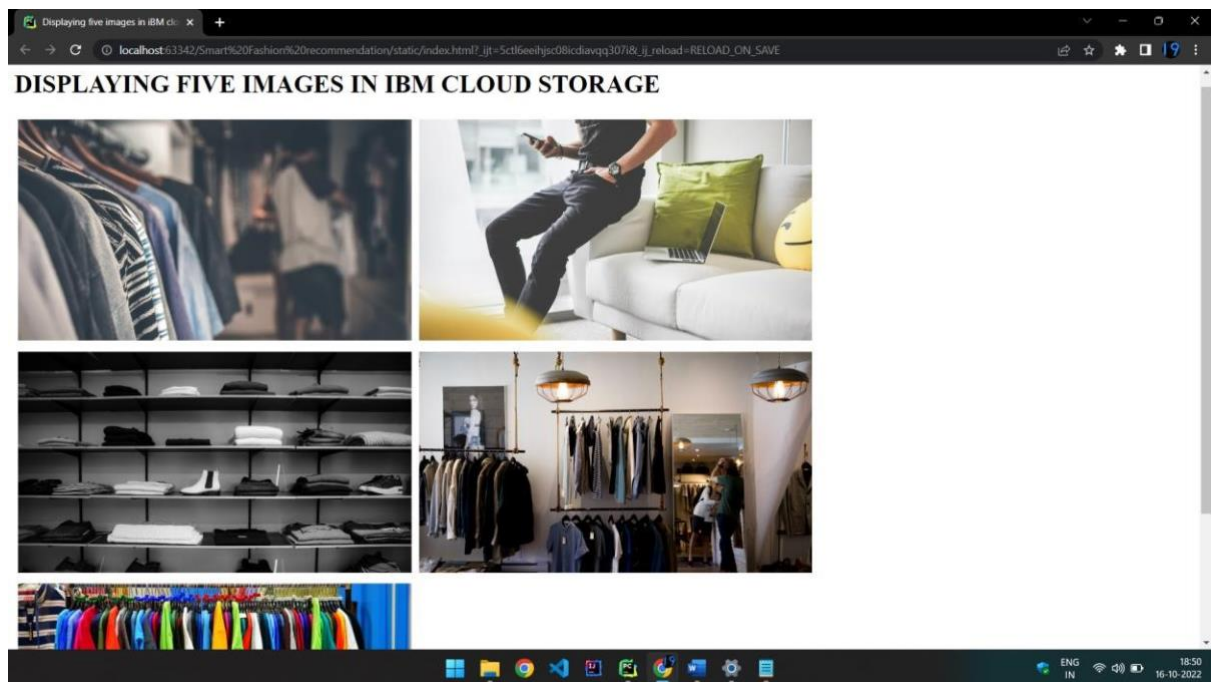 Displaying five images in iBM clo
localhost:63342/Smart%20Fashion%20recommendation/static/index.html?_ijt=5ctl6eeihjsc08icdiavqq307i&_ij_reload=RELOAD_ON_SAVE
19
DISPLAYING FIVE IMAGES IN IBM CLOUD STORAGE
ENG
IN
18:50
16-10-2022